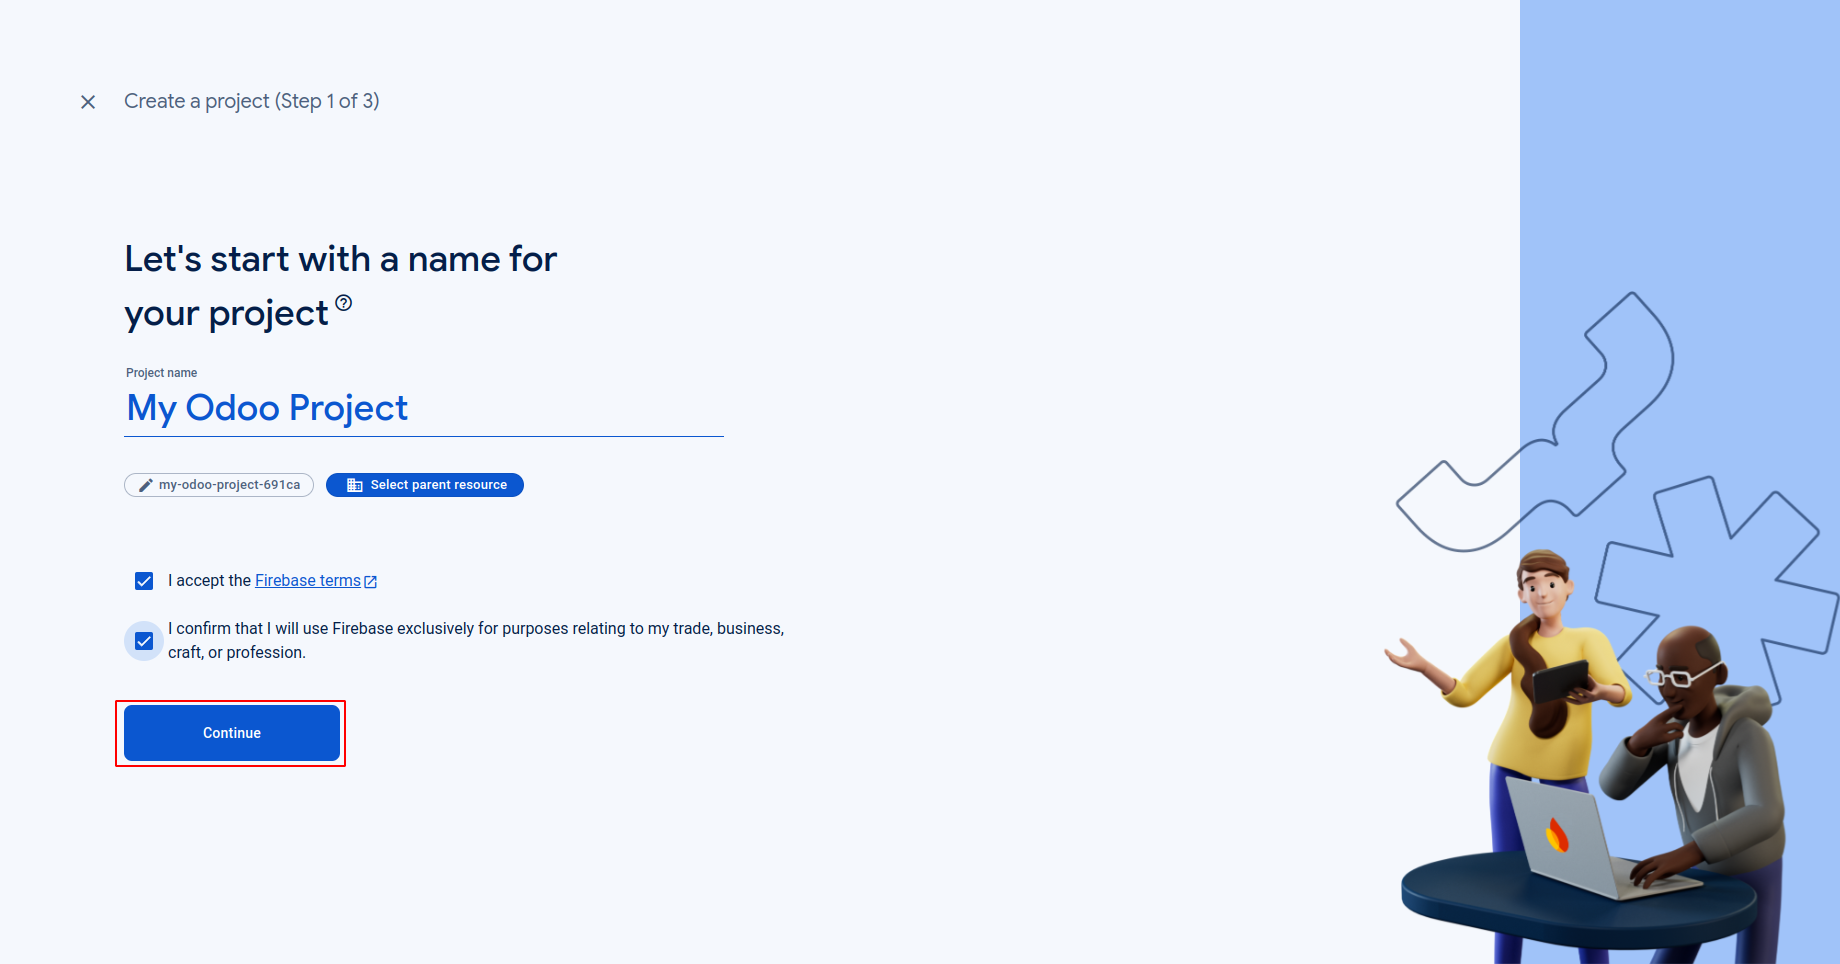 Create a project (Step 1 of 3)
Let's start with a name for
your project
Project name
My Odoo Project
my-odoo-project-691ca
Select parent resource
I accept the Firebase terms
I confirm that I will use Firebase exclusively for purposes relating to my trade, business,
craft, or profession.
Continue